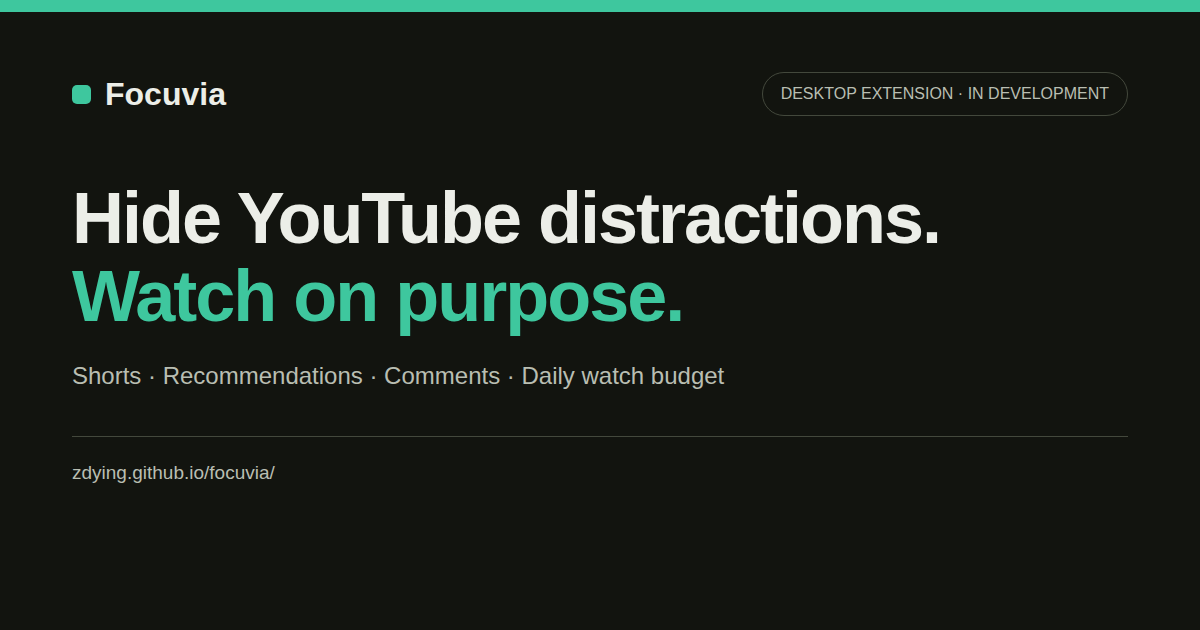 Focuvia
DESKTOP EXTENSION · IN DEVELOPMENT
Hide YouTube distractions.
Watch on purpose.
Shorts · Recommendations · Comments · Daily watch budget
zdying.github.io/focuvia/